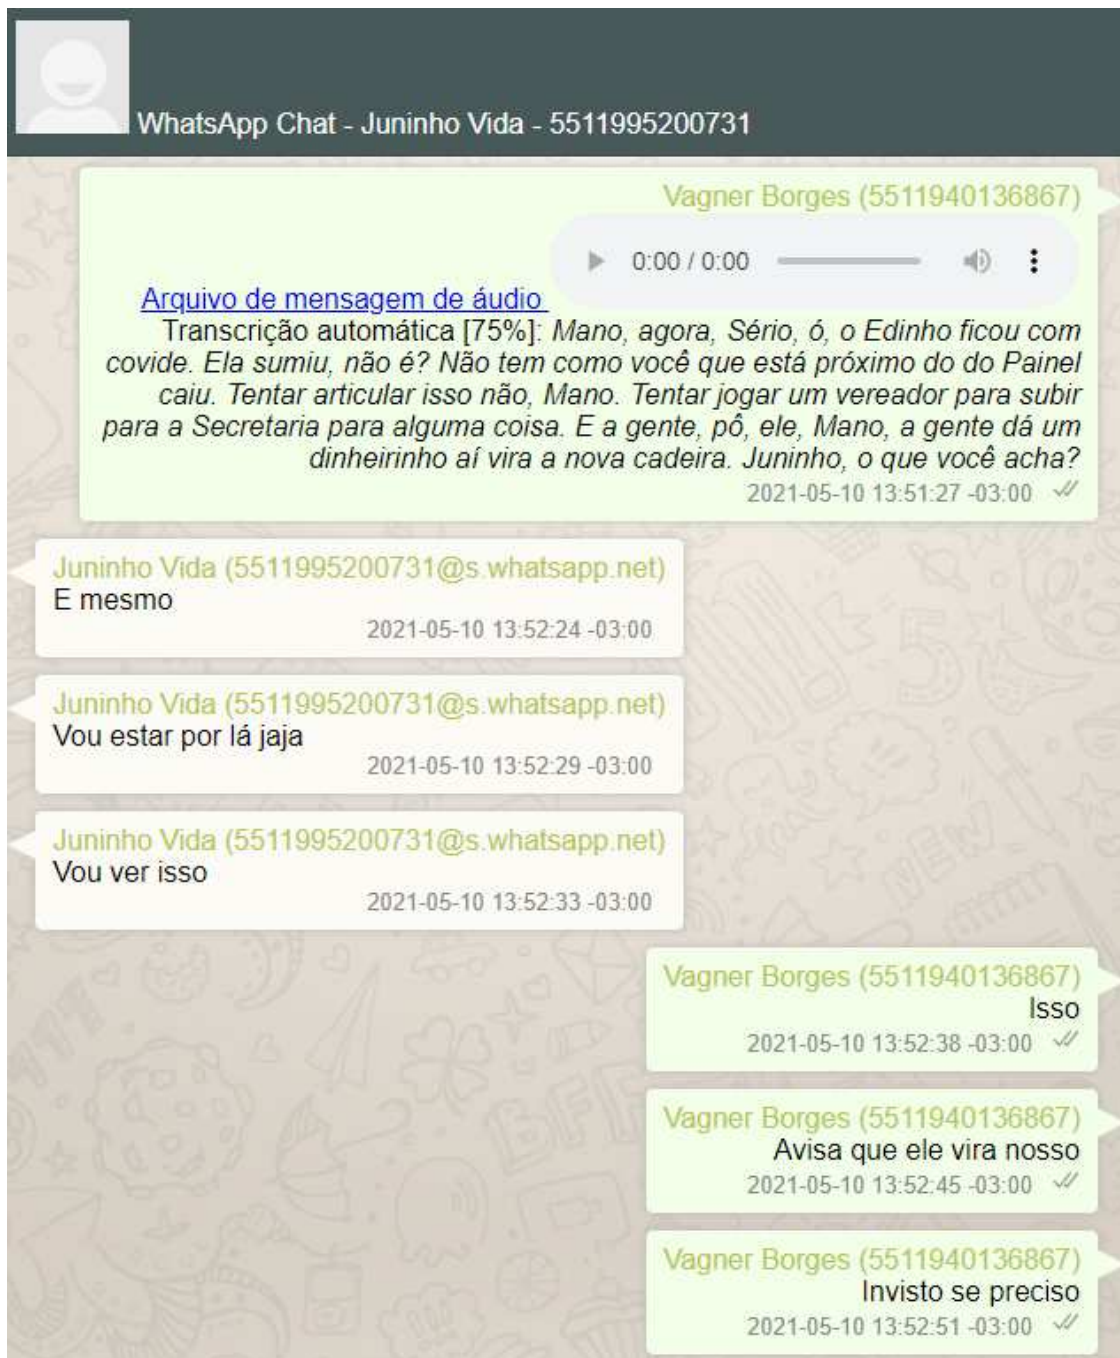 WhatsApp Chat - Juninho Vida - 5511995200731
Vagner Borges (5511940136867)
0:00 / 0:00
Arquivo de mensagem de áudio
Transcrição automática [75%]: Mano, agora, Sério, ó, o Edinho ficou com
covide. Ela sumiu, não é? Não tem como você que está próximo do do Painel
caiu. Tentar articular isso não, Mano. Tentar jogar um vereador para subir
para a Secretaria para alguma coisa. E a gente, pô, ele, Mano, a gente dá um
dinheirinho aí vira a nova cadeira. Juninho, o que você acha?
2021-05-10 13:51:27 -03:00
Juninho Vida (5511995200731@s.whatsapp.net)
E mesmo
2021-05-10 13:52:24 -03:00
Juninho Vida (5511995200731@s.whatsapp.net)
Vou estar por lá jaja
2021-05-10 13:52:29 -03:00
Juninho Vida (5511995200731@s.whatsapp.net)
Vou ver isso
2021-05-10 13:52:33 -03:00
Vagner Borges (5511940136867)
Isso
2021-05-10 13:52:38 -03:00
Vagner Borges (5511940136867)
Avisa que ele vira nosso
2021-05-10 13:52:45 -03:00
Vagner Borges (5511940136867)
Invisto se preciso
2021-05-10 13:52:51 -03:00